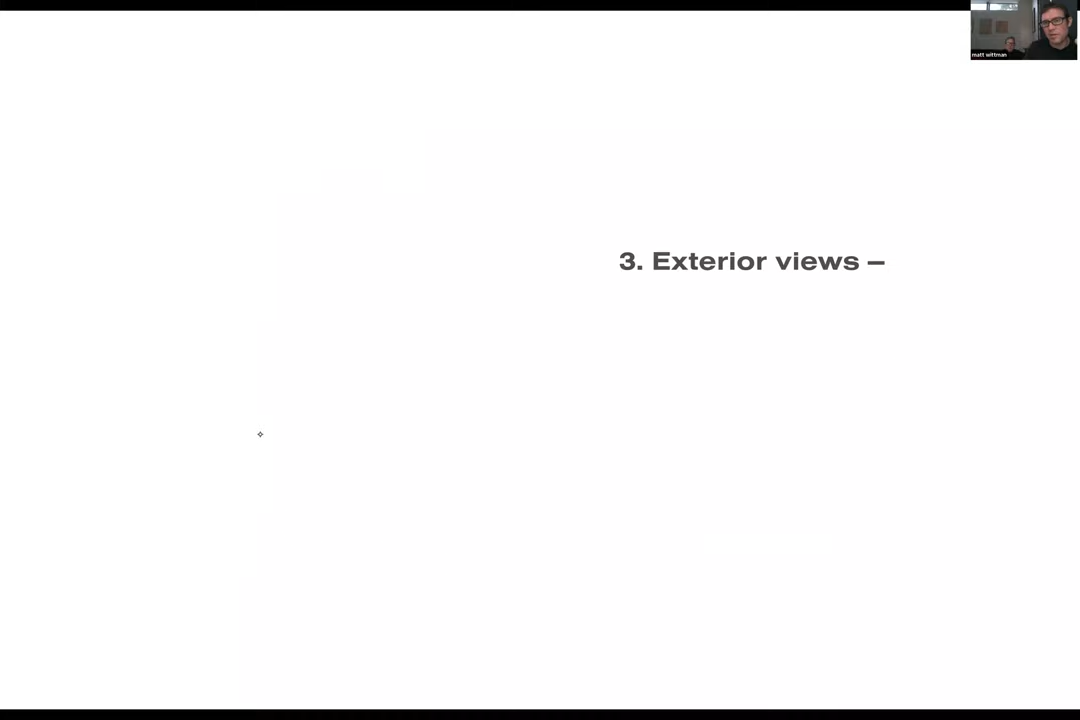 matt wittman
3. Exterior views –